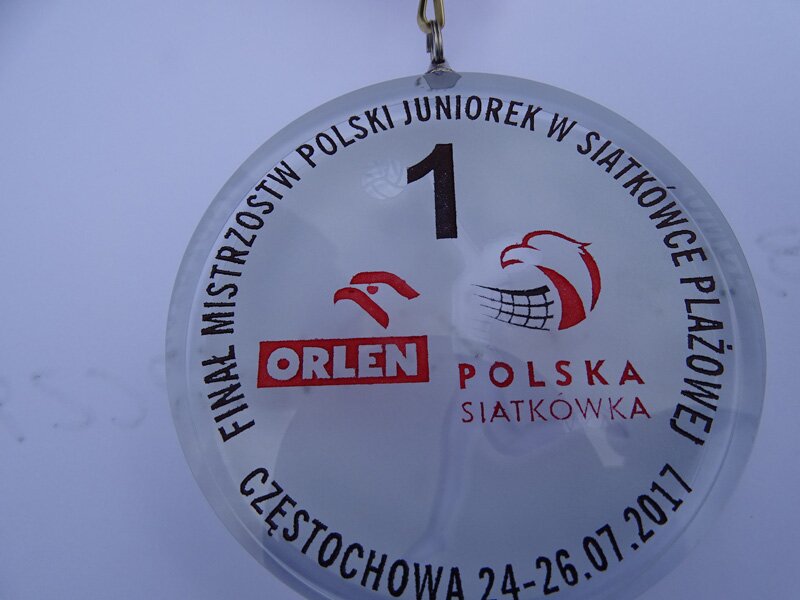 FINAŁ MISTRZOSTW POLSKI JUNIOREK W SIATKÓWCE PLAŻOWEJ
1
ORLEN
POLSKA
SIATKÓWKA
CZĘSTOCHOWA 24-26.07.2017